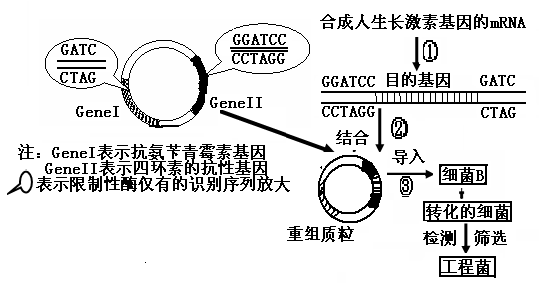 合成人生长激素基因的mRNA
GATC
CTAG
GGATCC
CCTAGG
GeneI
GeneII
①
GGATCC 目的基因 GATC
CCTAGG CTAG
结合 ②
导入
③
细菌B
转化的细菌
检测 筛选
工程菌
重组质粒
注：GeneI表示抗氨苄青霉素基因
GeneII表示四环素的抗性基因
表示限制性酶仅有的识别序列放大